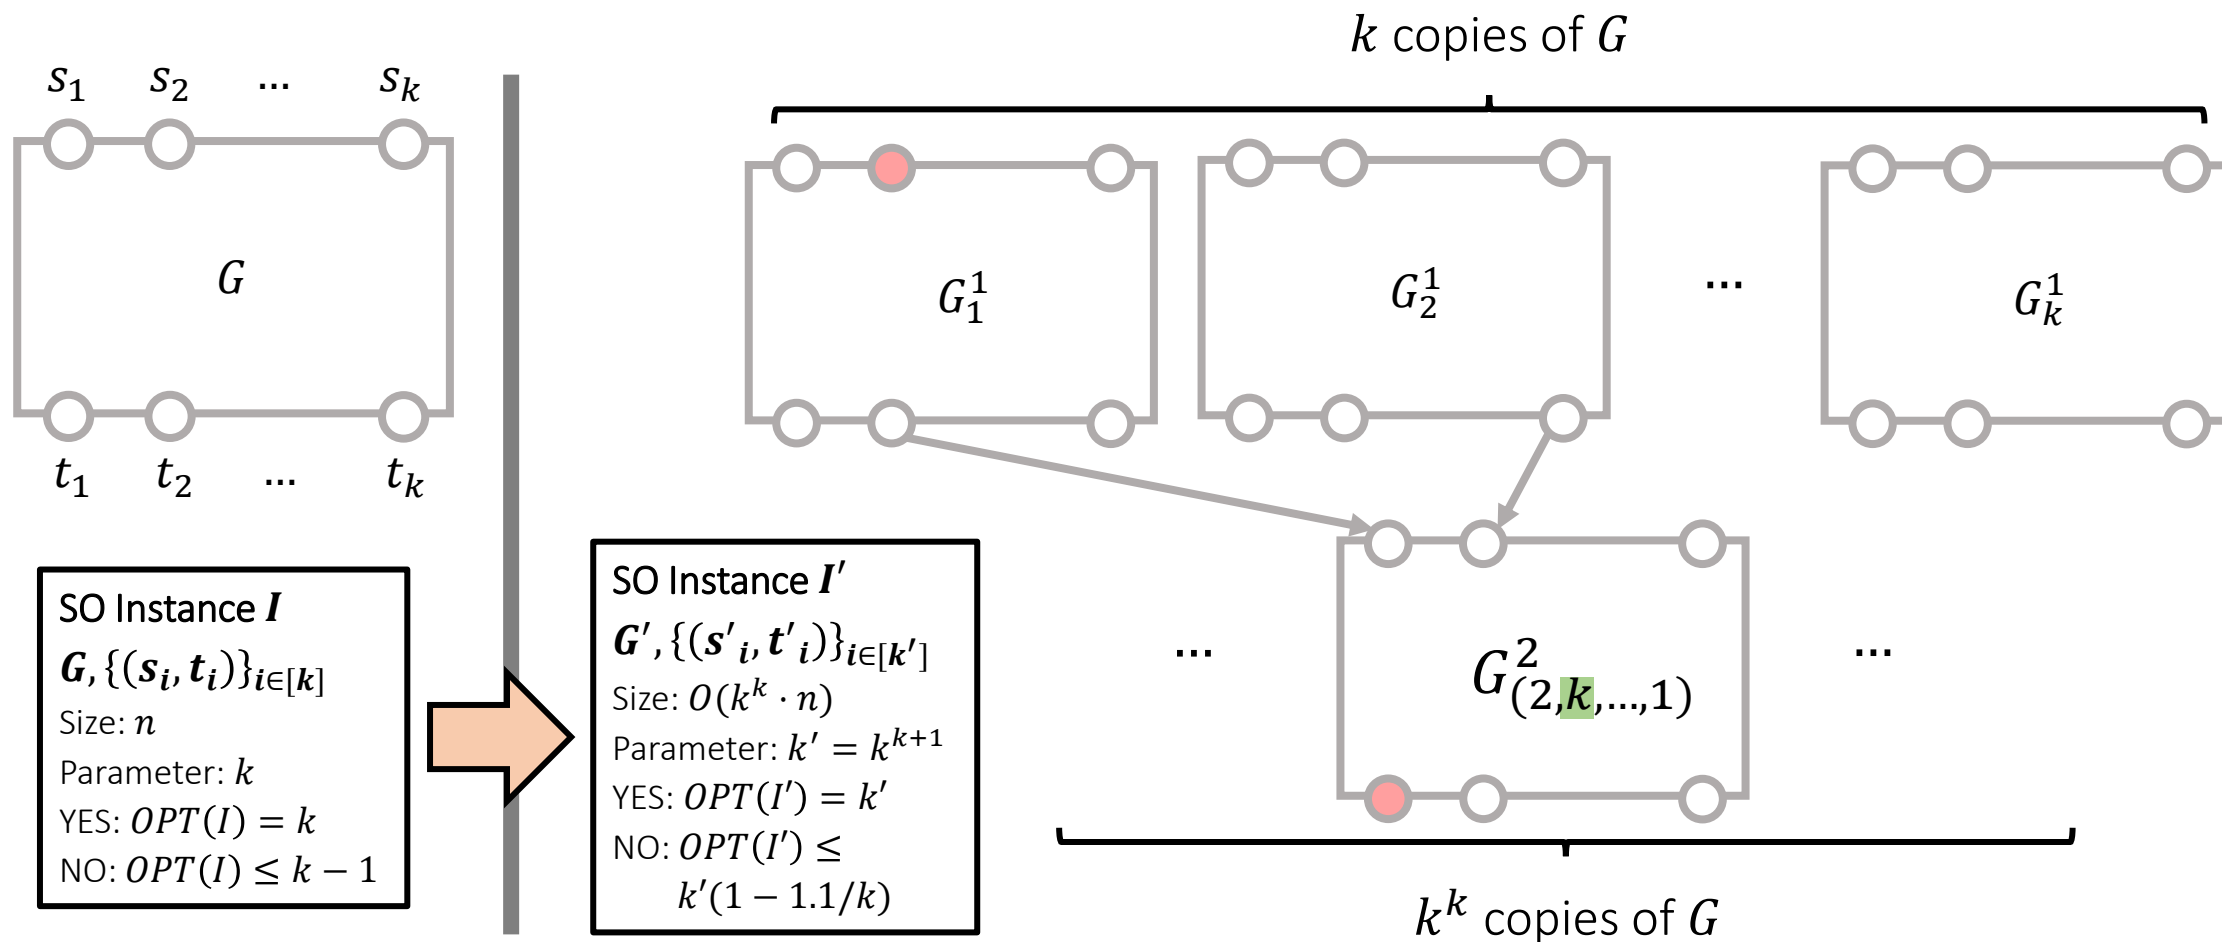 s₁ s₂ ... sₖ
G
t₁ t₂ ... tₖ
SO Instance I
G, {(sᵢ, tᵢ)}ᵢ∈[ₖ]
Size: n
Parameter: k
YES: OPT(I) = k
NO: OPT(I) ≤ k − 1
SO Instance I′
G′, {(s′ᵢ, t′ᵢ)}_{i∈[k′]}
Size: O(kᵏ · n)
Parameter: k′ = k^{k+1}
YES: OPT(I′) = k′
NO: OPT(I′) ≤
k′(1 − 1.1/k)
k copies of G
G₁¹ G₂¹ ... Gₖ¹
... G²_{(2,k,...,1)} ...
kᵏ copies of G